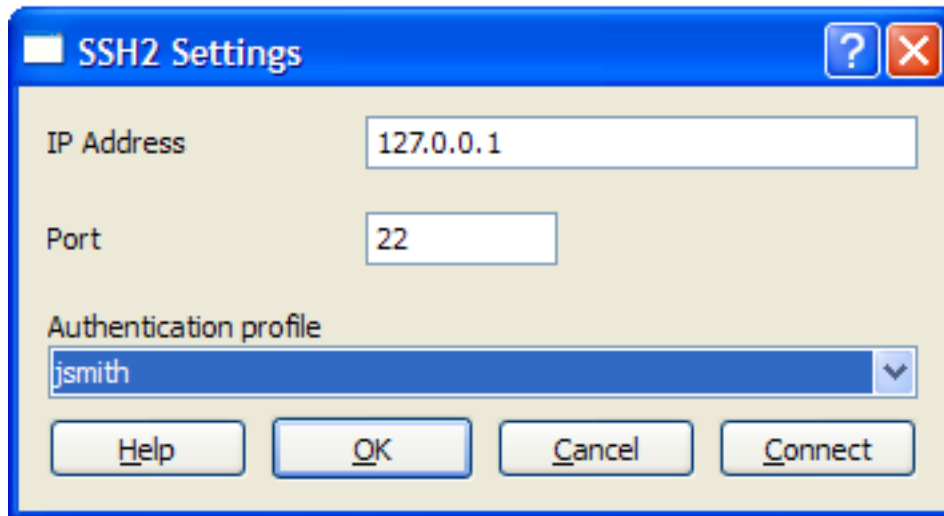 SSH2 Settings
IP Address 127.0.0.1
Port 22
Authentication profile
jsmith
Help OK Cancel Connect